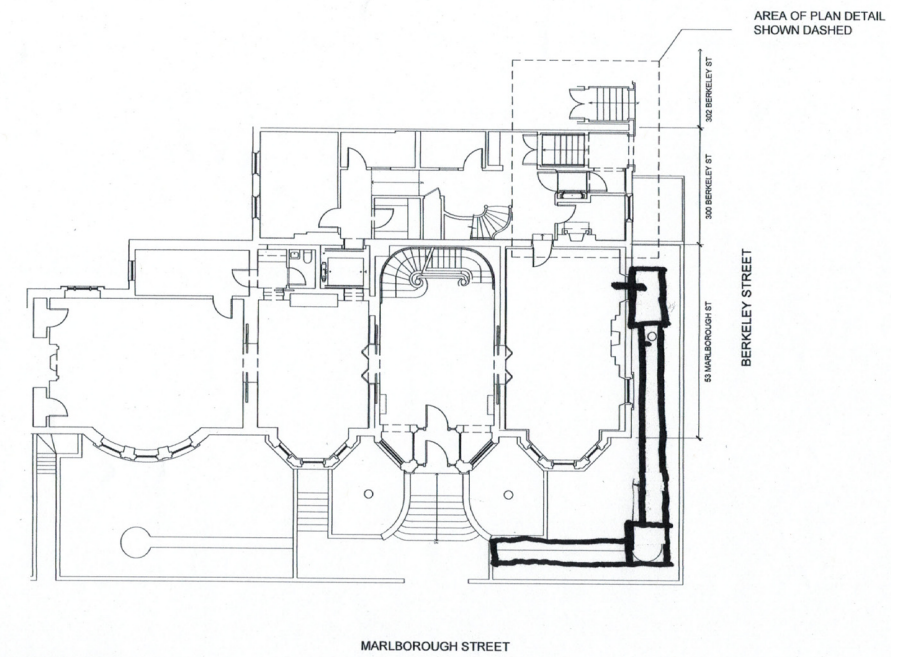 AREA OF PLAN DETAIL
SHOWN DASHED
302 BERKELEY ST
300 BERKELEY ST
53 MARLBOROUGH ST
BERKELEY STREET
MARLBOROUGH STREET